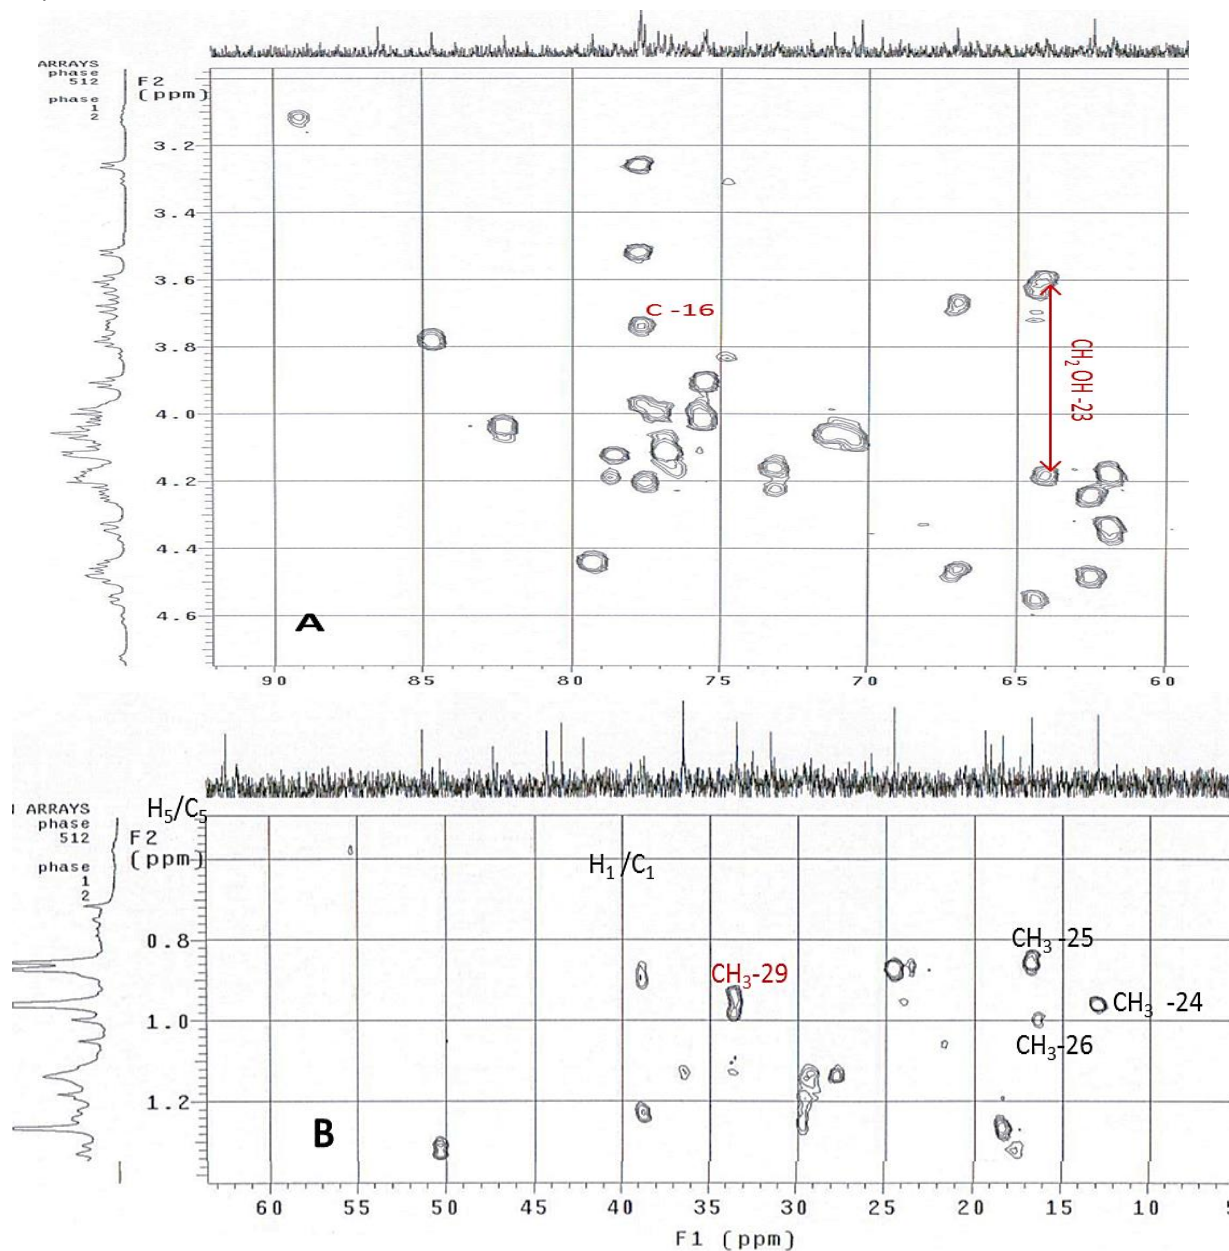 ARRAYS
phase
512
phase
1
2
F2
(ppm)
3.2
3.4
3.6
3.8
4.0
4.2
4.4
4.6
C -16
CH₂OH-23
A
90 85 80 75 70 65 60
ARRAYS
phase
512
phase
1
2
H₅/C₅
F2
(ppm)
H₁/C₁
0.8
1.0
1.2
CH₃-25
CH₃-29
CH₃ -24
CH₃-26
B
60 55 50 45 40 35 30 25 20 15 10
F1 (ppm)